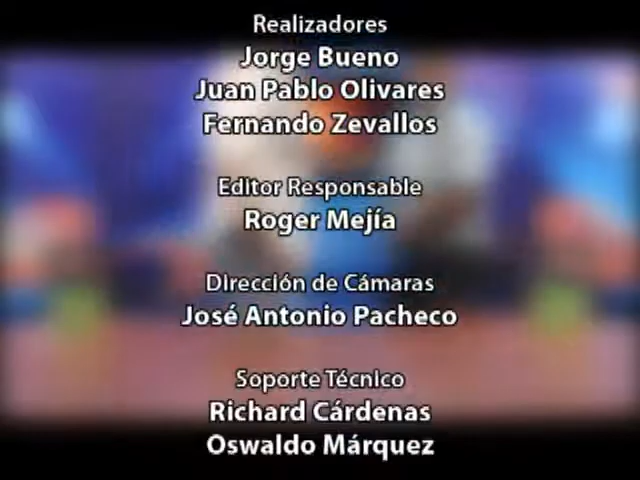 Realizadores
Jorge Bueno
Juan Pablo Olivares
Fernando Zevallos
Editor Responsable
Roger Mejía
Dirección de Cámaras
José Antonio Pacheco
Soporte Técnico
Richard Cárdenas
Oswaldo Márquez